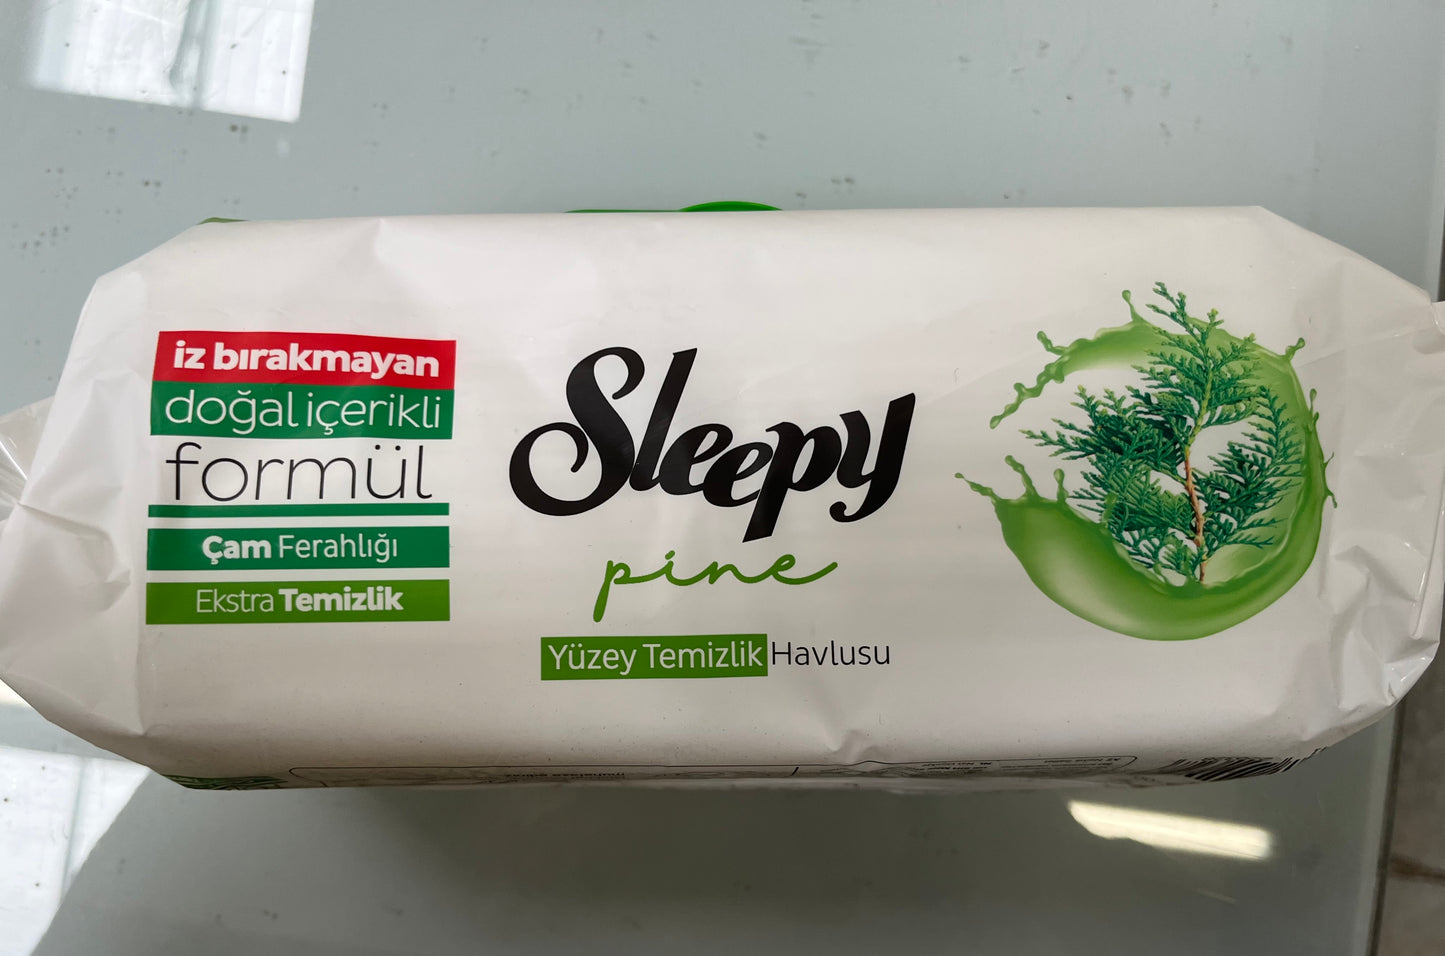 iz bırakmayan
doğal içerikli
formül
Çam Ferahlığı
Ekstra Temizlik
Sleepy
pine
Yüzey Temizlik Havlusu